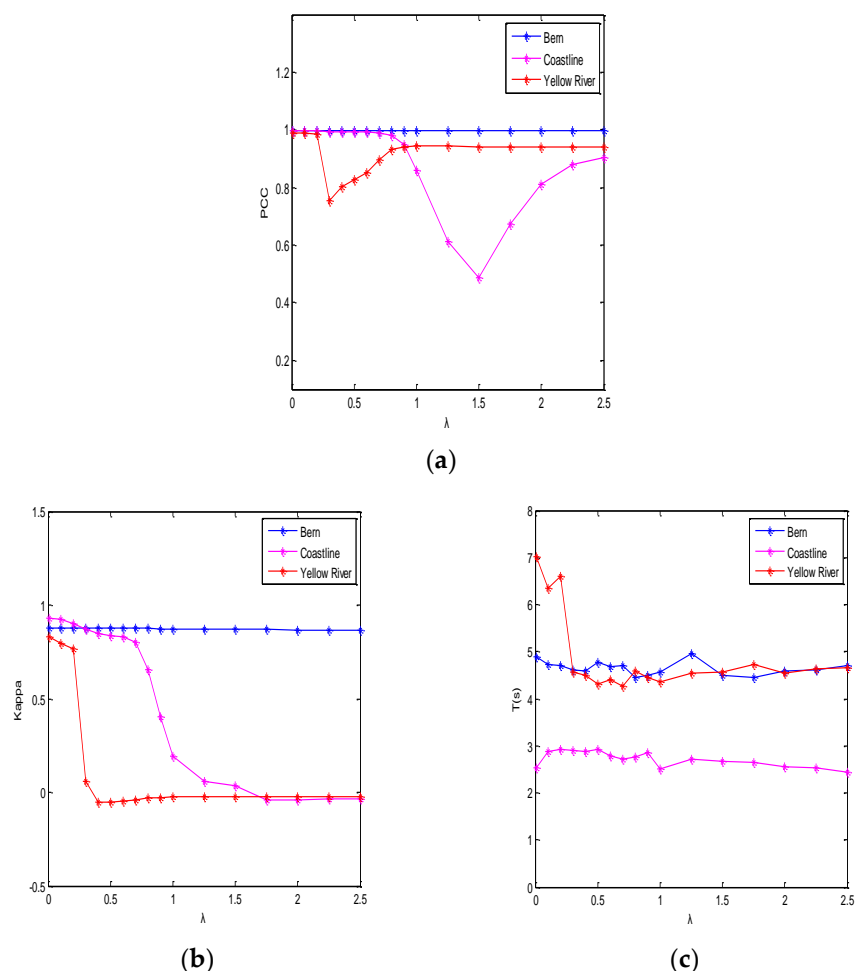 Bern
Coastline
Yellow River
1.2
1
0.8
0.6
0.4
0.2
PCC
0 0.5 1 1.5 2 2.5
λ
(a)
1.5
1
0.5
0
-0.5
Kappa
Bern
Coastline
Yellow River
0 0.5 1 1.5 2 2.5
λ
(b)
8
7
6
5
4
3
2
1
0
T(s)
Bern
Coastline
Yellow River
0 0.5 1 1.5 2 2.5
λ
(c)